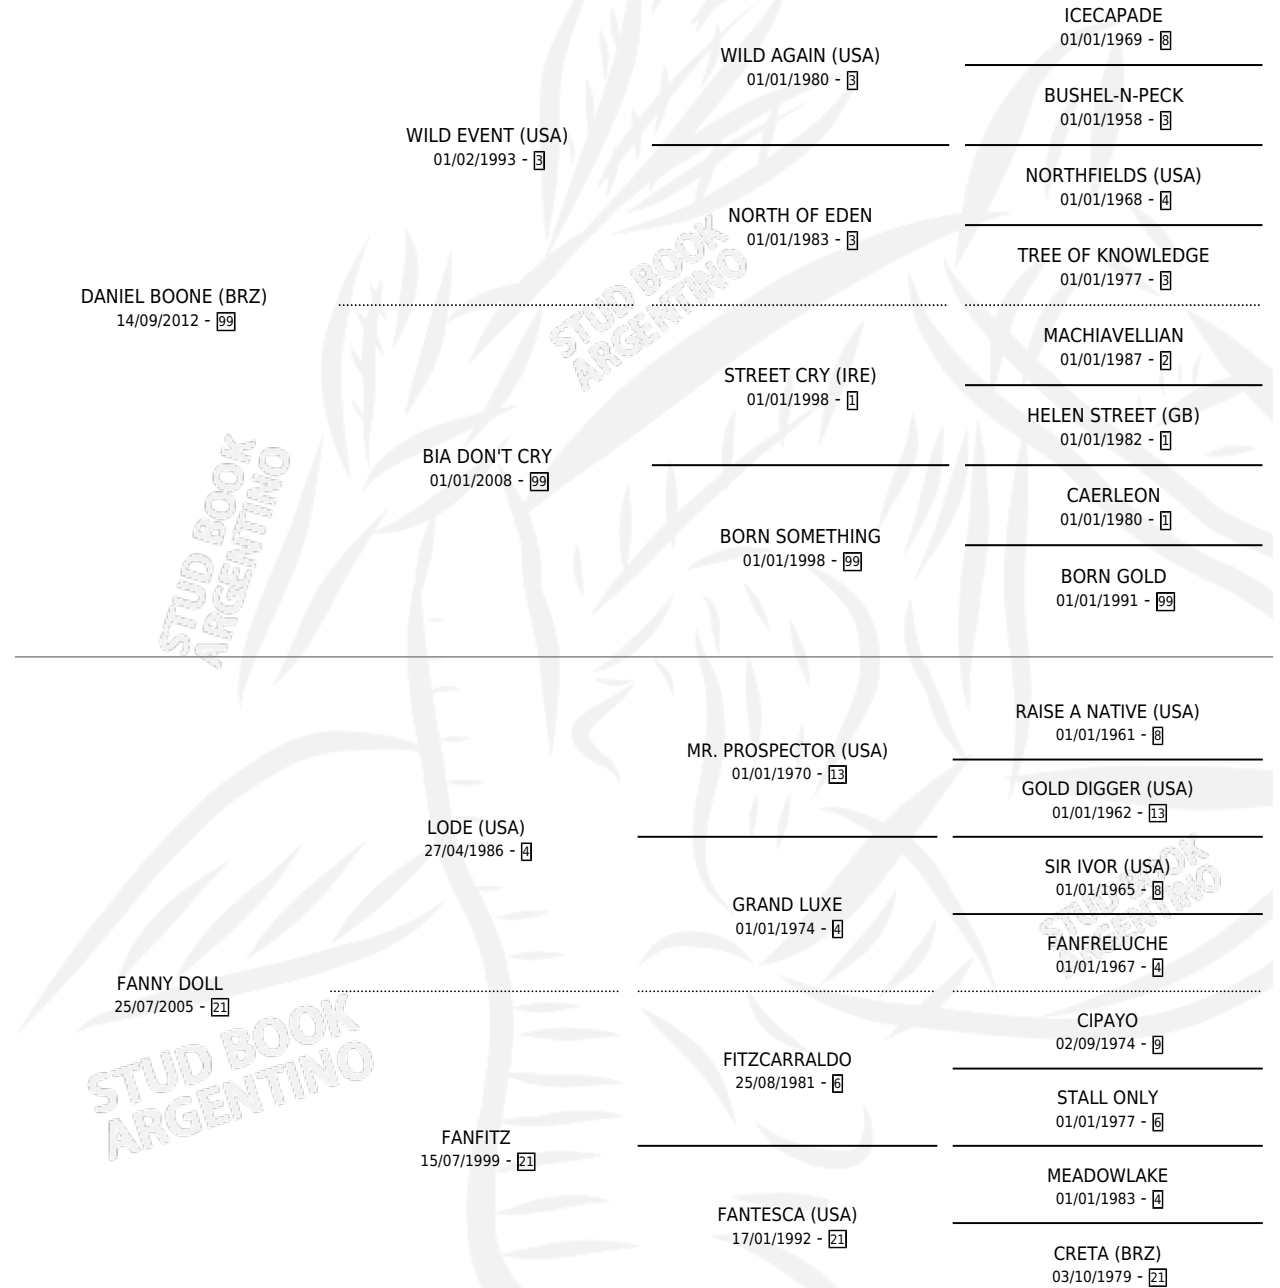 ICECAPADE
01/01/1969 - 8
WILD AGAIN (USA)
01/01/1980 - 3
BUSHEL-N-PECK
01/01/1958 - 3
WILD EVENT (USA)
01/02/1993 - 3
NORTHFIELDS (USA)
01/01/1968 - 4
NORTH OF EDEN
01/01/1983 - 3
TREE OF KNOWLEDGE
01/01/1977 - 3
DANIEL BOONE (BRZ)
14/09/2012 - 99
MACHIAVELLIAN
01/01/1987 - 2
STREET CRY (IRE)
01/01/1998 - 1
HELEN STREET (GB)
01/01/1982 - 1
BIA DON'T CRY
01/01/2008 - 99
CAERLEON
01/01/1980 - 1
BORN SOMETHING
01/01/1998 - 99
BORN GOLD
01/01/1991 - 99
STUD BOOK
ARGENTINO
STUD BOOK
ARGENTINO
RAISE A NATIVE (USA)
01/01/1961 - 8
MR. PROSPECTOR (USA)
01/01/1970 - 13
GOLD DIGGER (USA)
01/01/1962 - 13
LODE (USA)
27/04/1986 - 4
SIR IVOR (USA)
01/01/1965 - 8
GRAND LUXE
01/01/1974 - 4
FANFRELUCHE
01/01/1967 - 4
FANNY DOLL
25/07/2005 - 21
CIPAYO
02/09/1974 - 9
FITZCARRALDO
25/08/1981 - 6
STALL ONLY
01/01/1977 - 6
FANFITZ
15/07/1999 - 21
MEADOWLAKE
01/01/1983 - 4
FANTESCA (USA)
17/01/1992 - 21
CRETA (BRZ)
03/10/1979 - 21
STUD BOOK
ARGENTINO
STUD BOOK
ARGENTINO